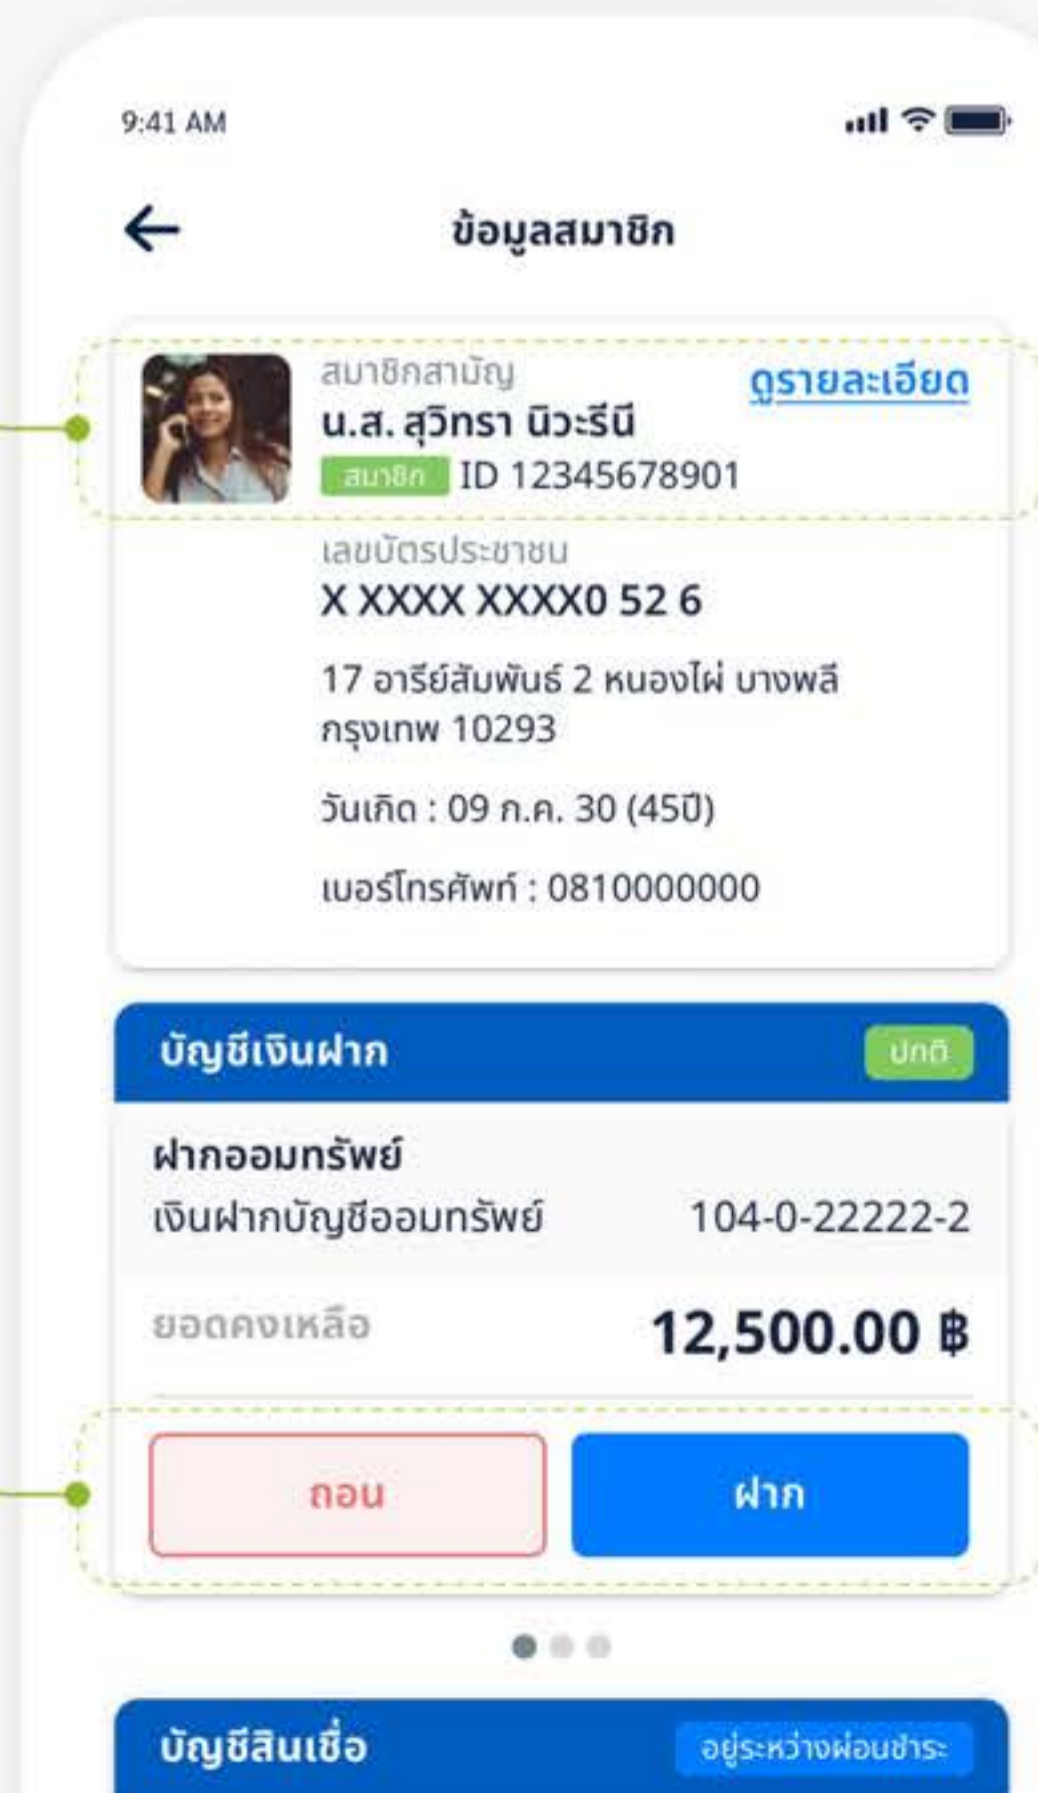 9:41 AM
ข้อมูลสมาชิก
สมาชิกสามัญ
ดูรายละเอียด
น.ส. สุวิทรา นิวะรีนี
สมาชิก ID 12345678901
เลขบัตรประชาชน
X XXXX XXXX0 52 6
17 อารีย์สัมพันธ์ 2 หนองไผ่ บางพลี
กรุงเทพ 10293
วันเกิด : 09 ก.ค. 30 (45ปี)
เบอร์โทรศัพท์ : 0810000000
บัญชีเงินฝาก ปกติ
ฝากออมทรัพย์
เงินฝากบัญชีออมทรัพย์ 104-0-22222-2
ยอดคงเหลือ 12,500.00 ฿
ถอน ฝาก
บัญชีสินเชื่อ อยู่ระหว่างผ่อนชำระ